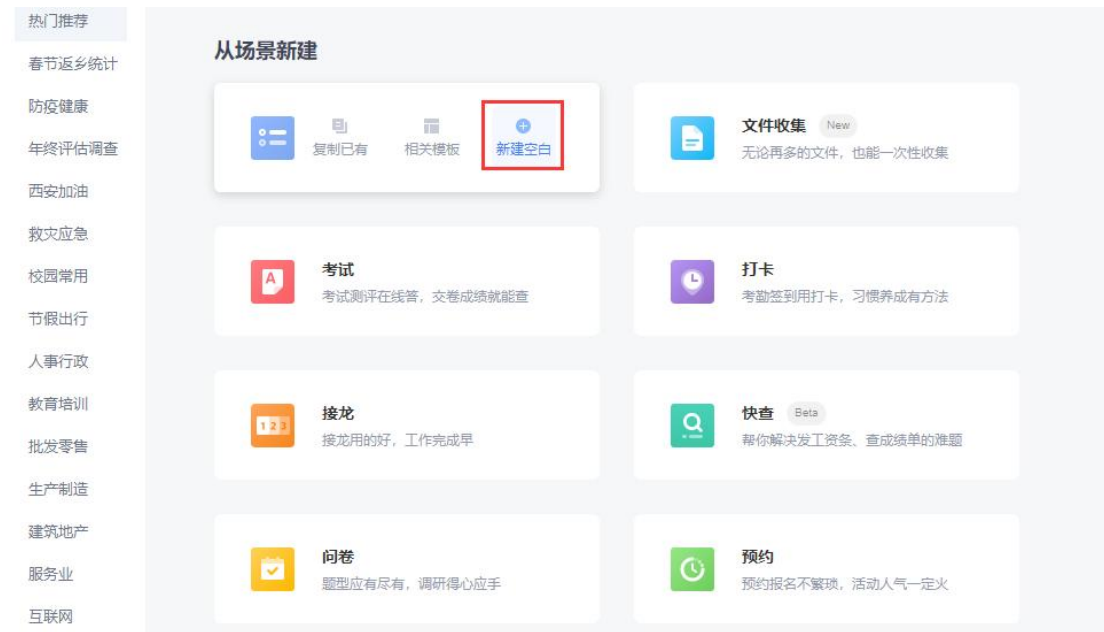 热门推荐
春节返乡统计
防疫健康
年终评估调查
西安加油
救灾应急
校园常用
节假出行
人事行政
教育培训
批发零售
生产制造
建筑地产
服务业
互联网
从场景新建
复制已有
相关模板
新建空白
文件收集 New
无论再多的文件，也能一次性收集
考试
考试测评在线答，交卷成绩就能查
打卡
考勤签到用打卡，习惯养成有方法
接龙
接龙用的好，工作完成早
快查 Beta
帮你解决发工资条、查成绩单的难题
问卷
题型应有尽有，调研得心应手
预约
预约报名不繁琐，活动人气一定火